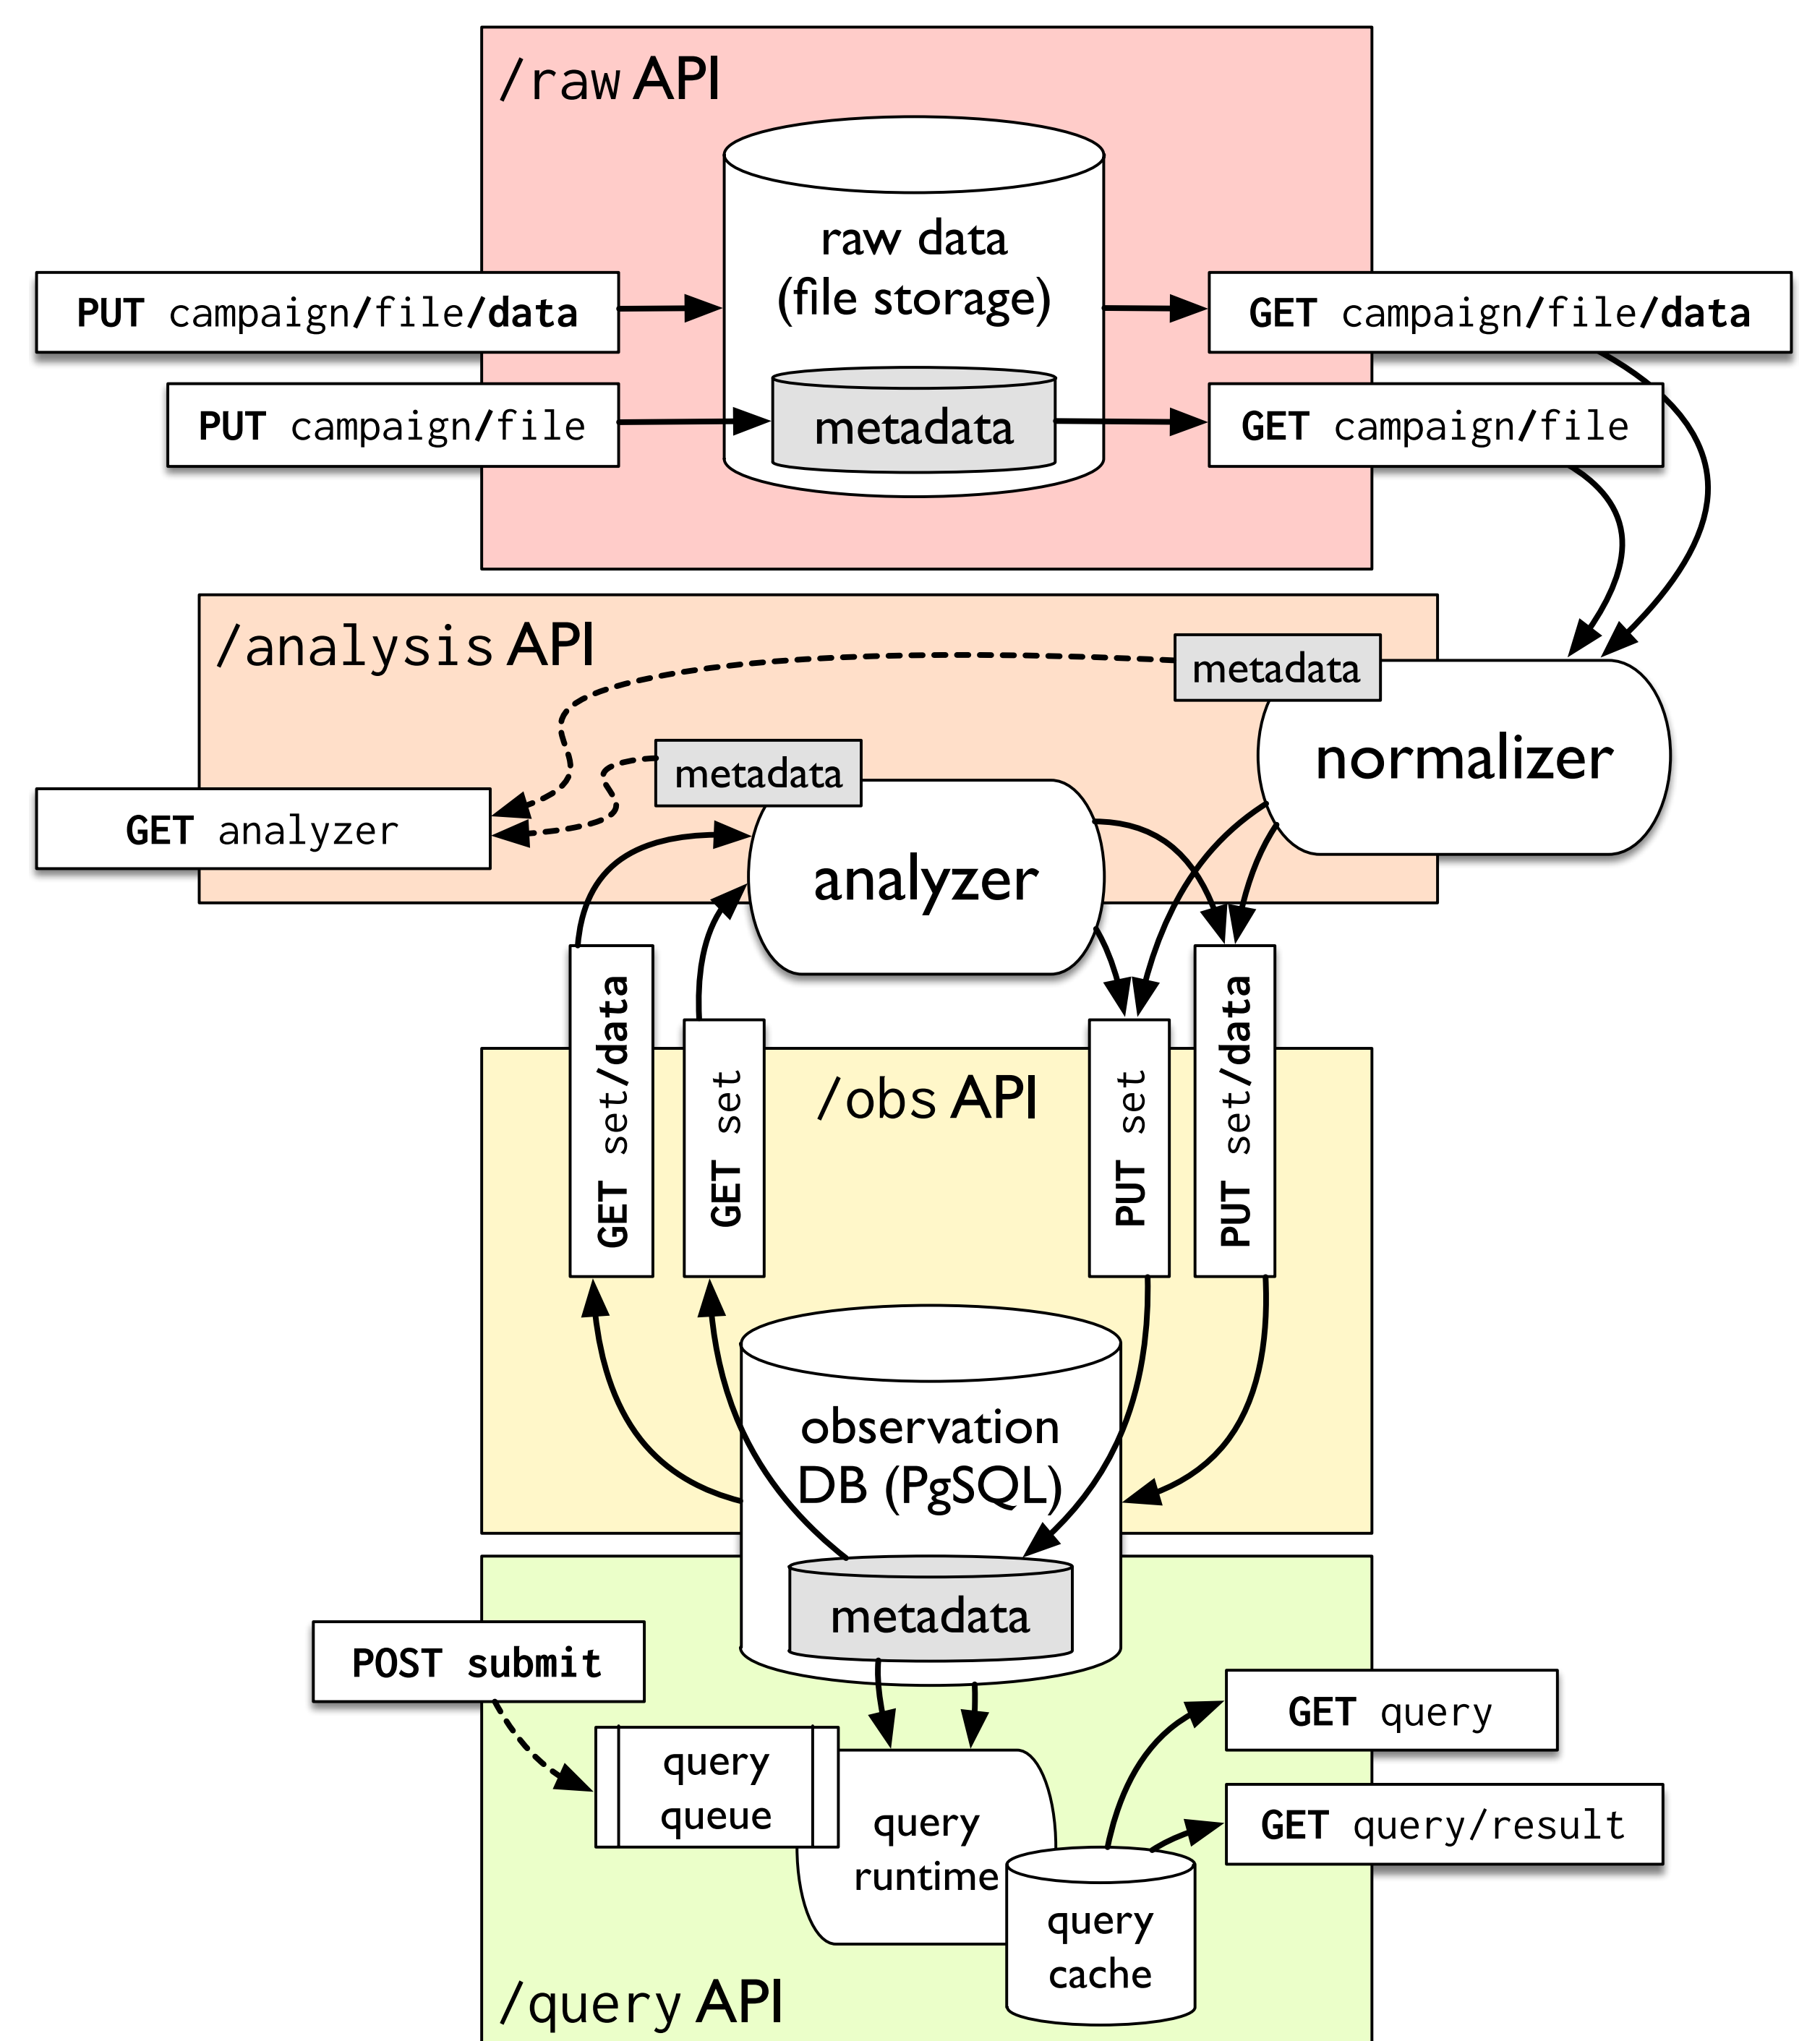 /raw API
raw data
(file storage)
PUT campaign/file/data
GET campaign/file/data
PUT campaign/file
metadata
GET campaign/file
/analysis API
metadata
normalizer
metadata
GET analyzer
analyzer
GET set/data
GET set
/obs API
PUT set
PUT set/data
observation
DB (PgSQL)
metadata
POST submit
GET query
query
queue
query
runtime
GET query/result
query
cache
/query API